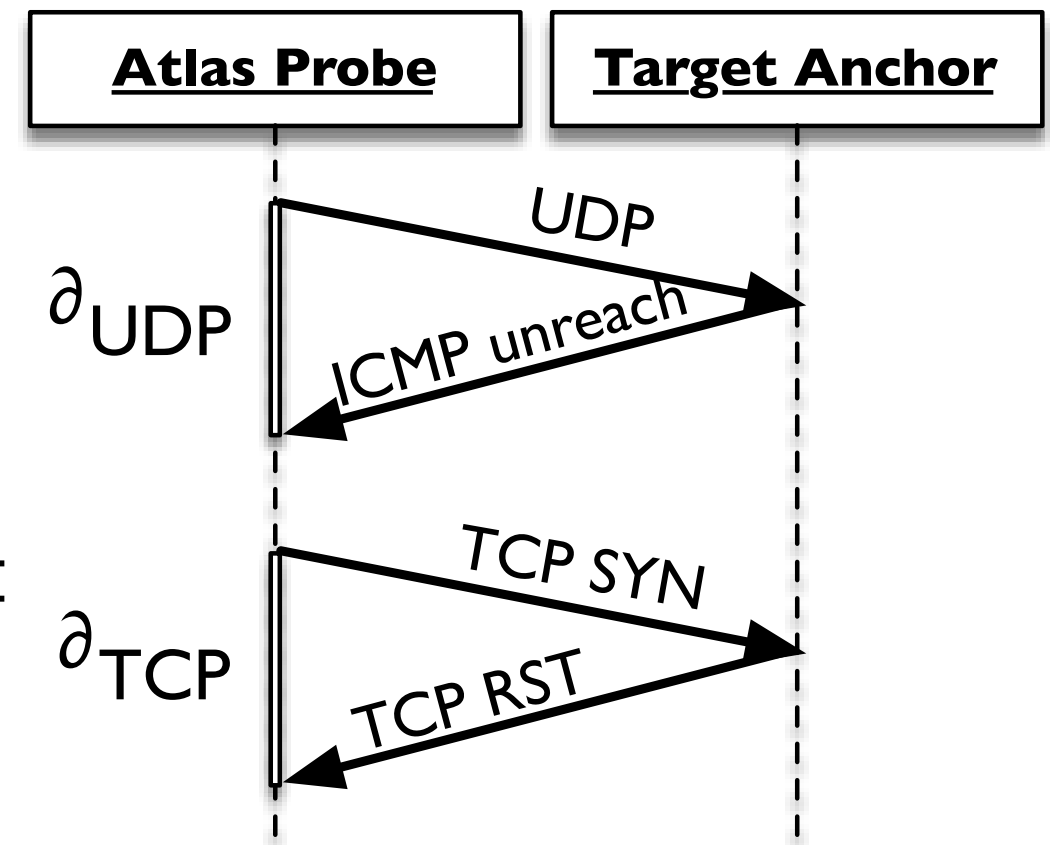 Atlas Probe
Target Anchor
UDP
∂UDP
ICMP unreach
TCP SYN
∂TCP
TCP RST